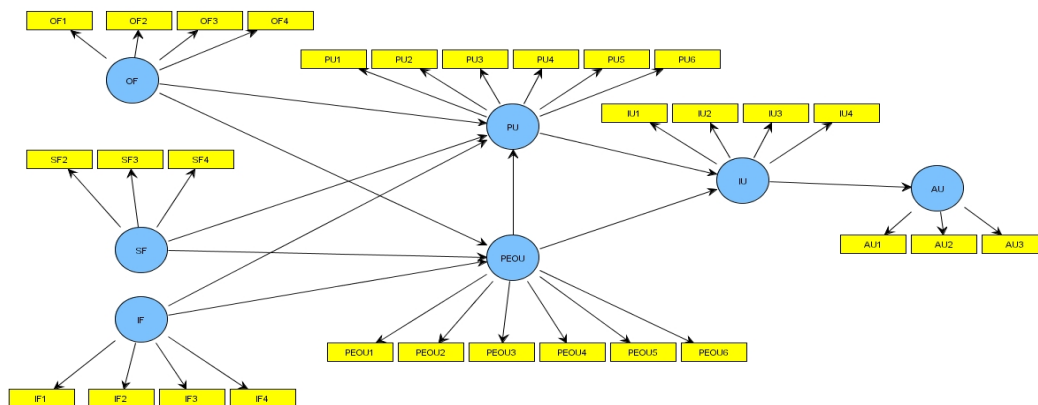 OF1 OF2 OF3 OF4
OF
PU1 PU2 PU3 PU4 PU5 PU6
PU
IU1 IU2 IU3 IU4
IU
AU
AU1 AU2 AU3
SF2 SF3 SF4
SF
PEOU
IF
PEOU1 PEOU2 PEOU3 PEOU4 PEOU5 PEOU6
IF1 IF2 IF3 IF4